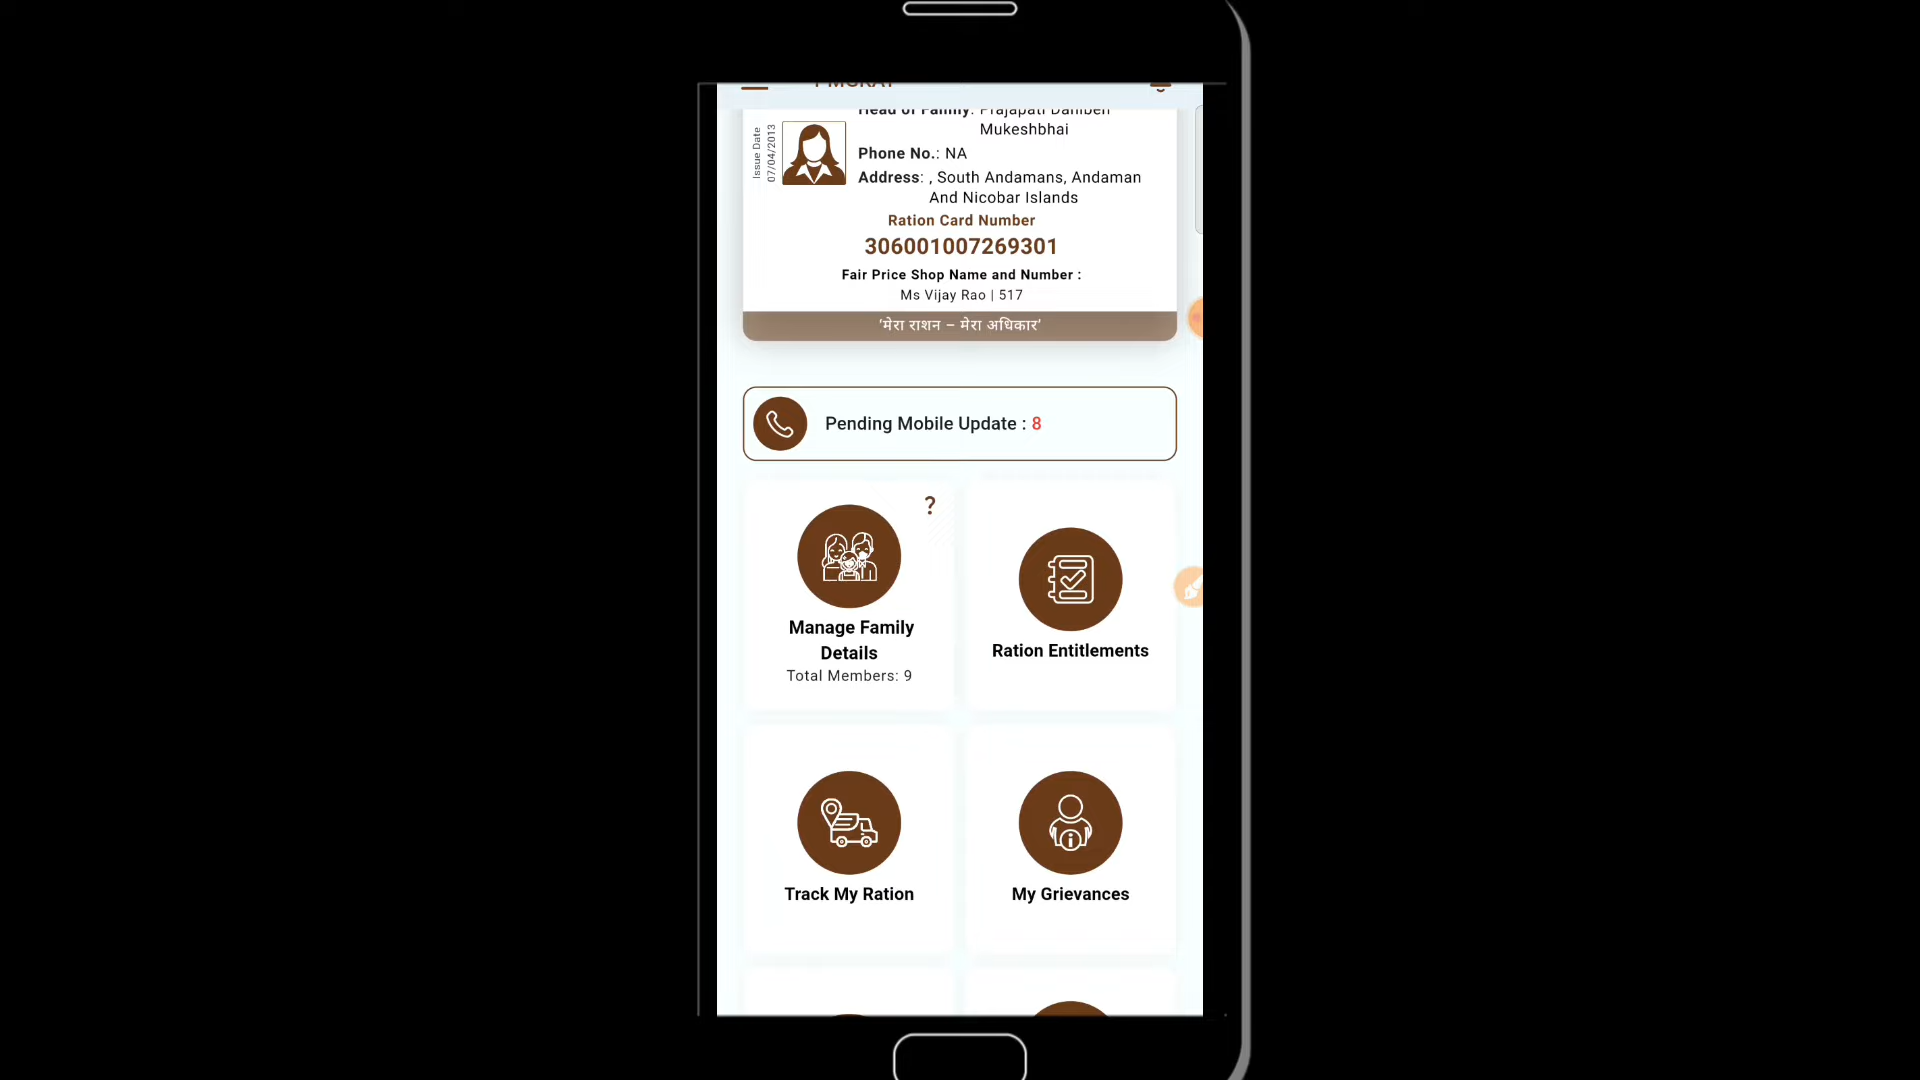 Issue Date
07/04/2013
Head of Family: Prajapati Dahiben
Mukeshbhai
Phone No.: NA
Address: , South Andamans, Andaman
And Nicobar Islands
Ration Card Number
306001007269301
Fair Price Shop Name and Number :
Ms Vijay Rao | 517
'मेरा राशन – मेरा अधिकार'
Pending Mobile Update : 8
?
Manage Family
Details
Total Members: 9
Ration Entitlements
Track My Ration
My Grievances